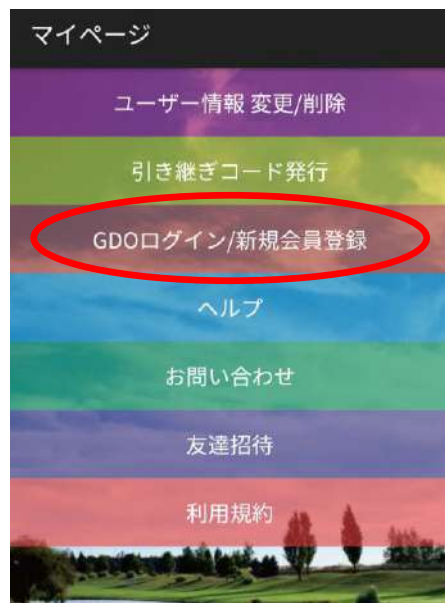 マイページ
ユーザー情報 変更/削除
引き継ぎコード発行
GDOログイン/新規会員登録
ヘルプ
お問い合わせ
友達招待
利用規約